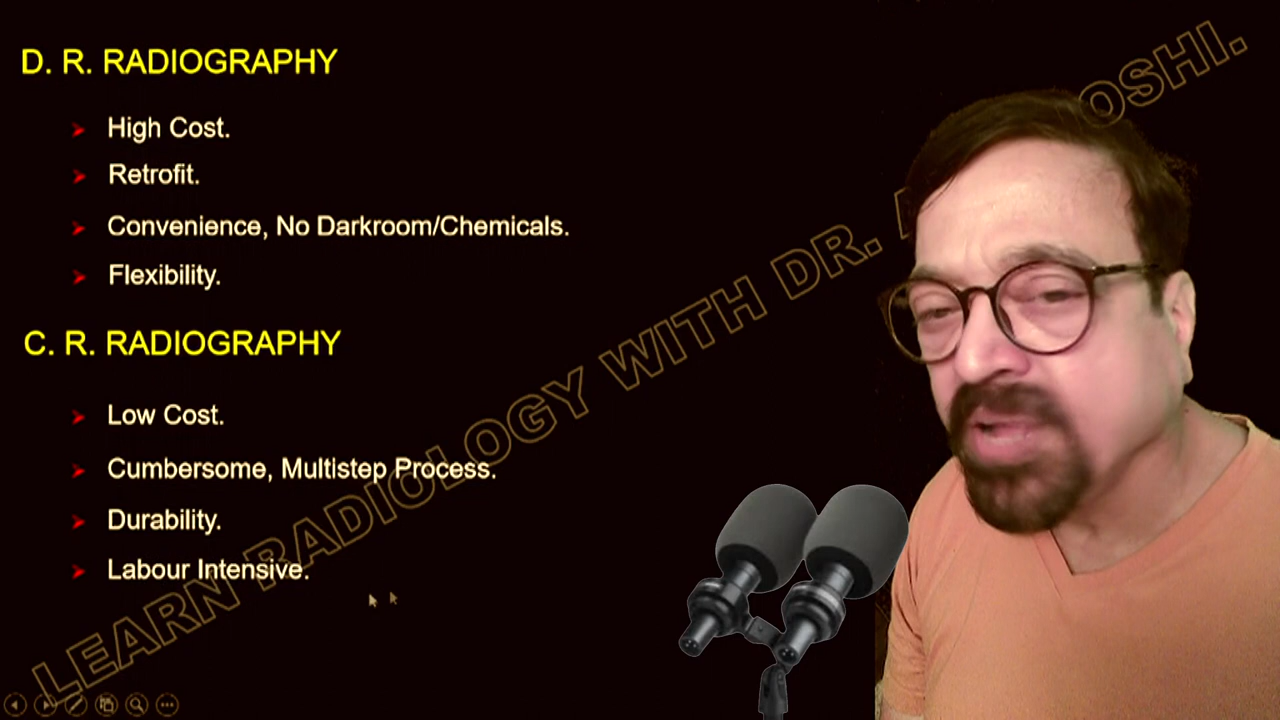 D. R. RADIOGRAPHY
High Cost.
Retrofit.
Convenience, No Darkroom/Chemicals.
Flexibility.
C. R. RADIOGRAPHY
Low Cost.
Cumbersome, Multistep Process.
Durability.
Labour Intensive.
LEARN RADIOLOGY WITH DR.